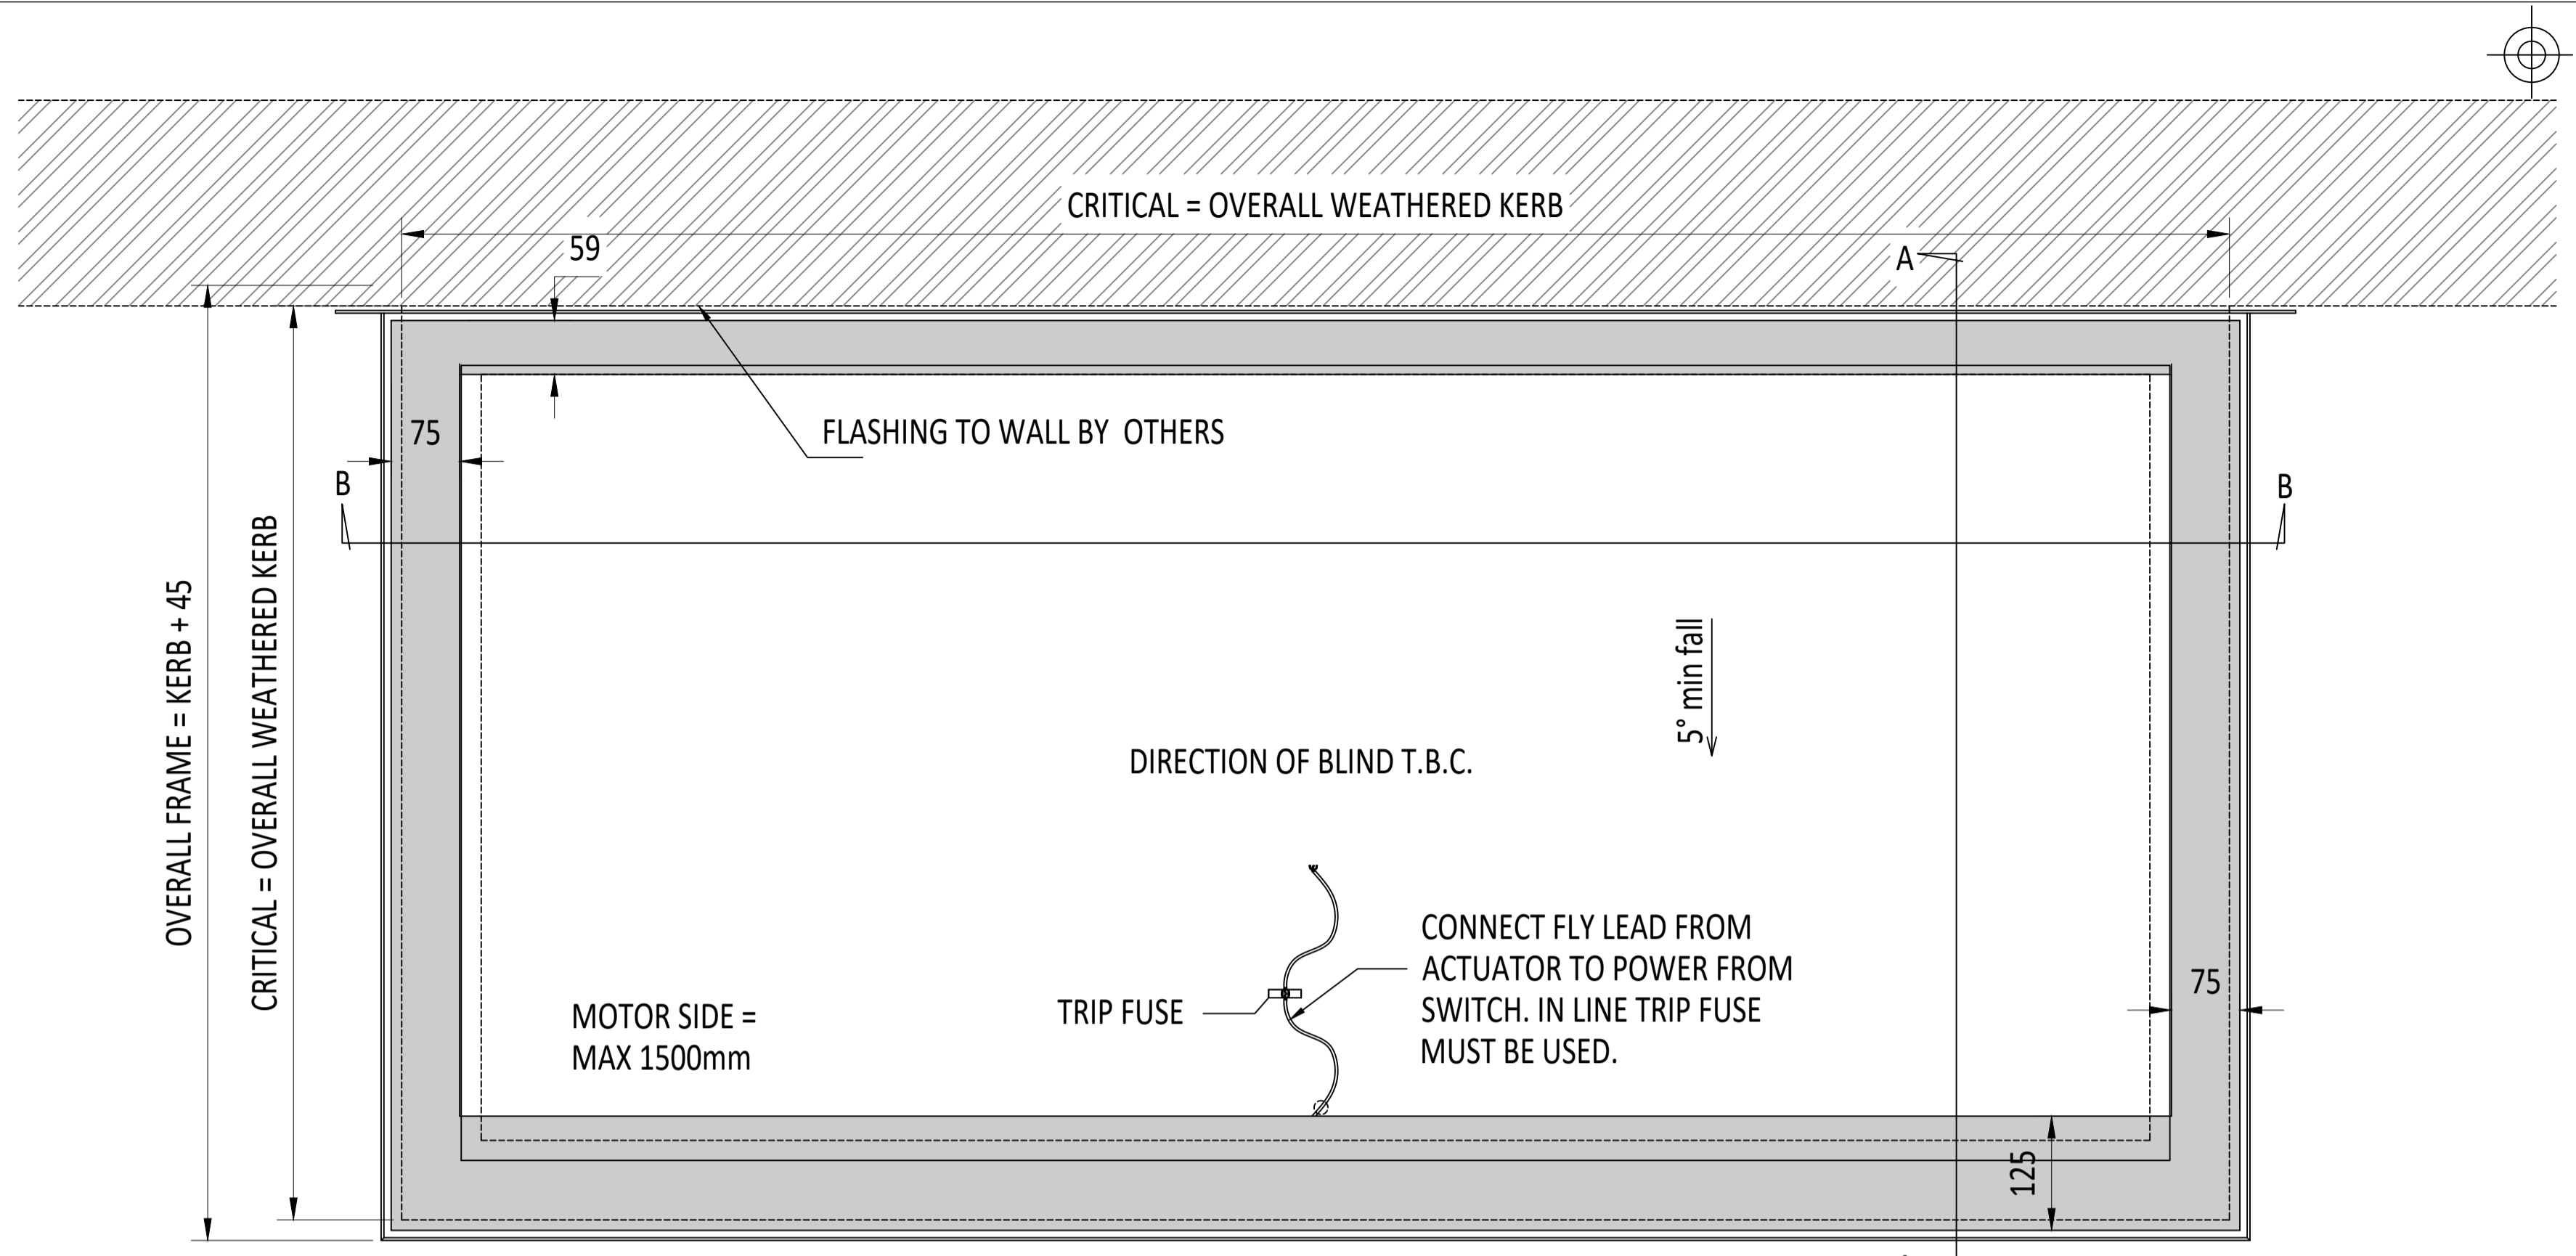 CRITICAL = OVERALL WEATHERED KERB
59
A
FLASHING TO WALL BY  OTHERS
75
B
B
OVERALL FRAME = KERB + 45
CRITICAL = OVERALL WEATHERED KERB
5° min fall
DIRECTION OF BLIND T.B.C.
MOTOR SIDE =
MAX 1500mm
TRIP FUSE
CONNECT FLY LEAD FROM
ACTUATOR TO POWER FROM
SWITCH. IN LINE TRIP FUSE
MUST BE USED.
75
125